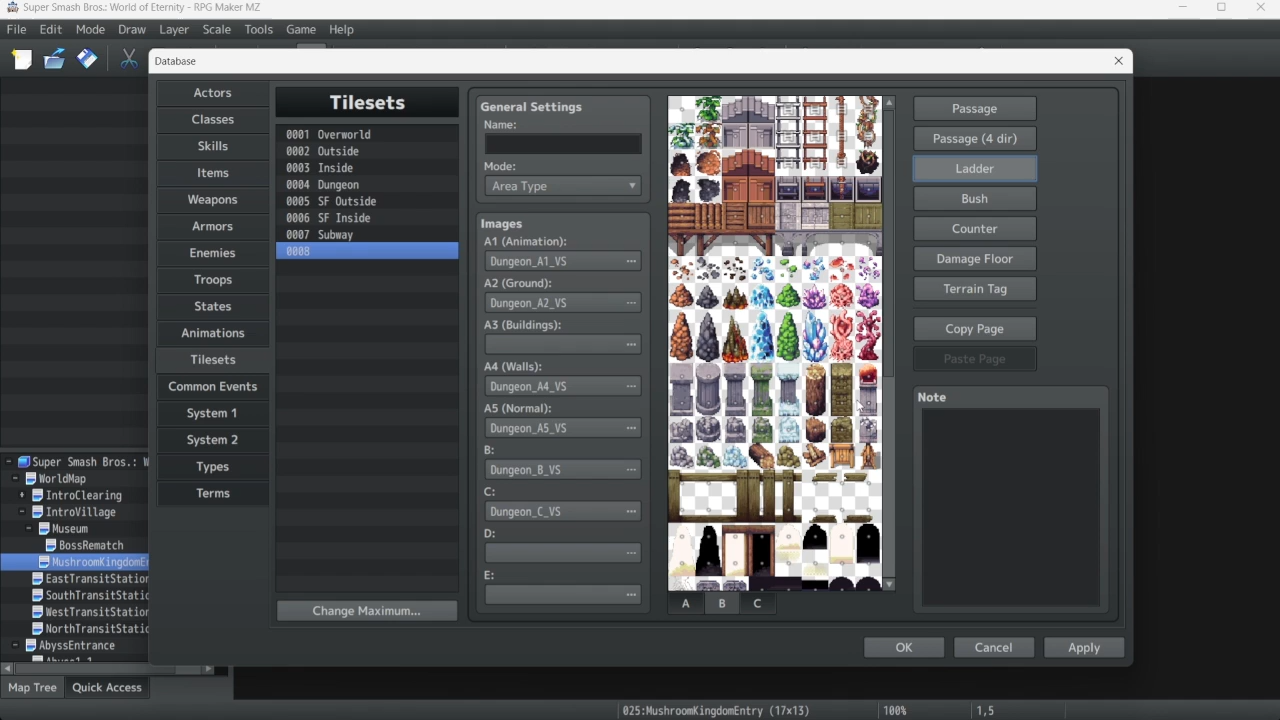 Super Smash Bros.: World of Eternity - RPG Maker MZ
File Edit Mode Draw Layer Scale Tools Game Help
Database
Actors
Classes
Skills
Items
Weapons
Armors
Enemies
Troops
States
Animations
Tilesets
Common Events
System 1
System 2
Types
Terms
Tilesets
0001 Overworld
0002 Outside
0003 Inside
0004 Dungeon
0005 SF Outside
0006 SF Inside
0007 Subway
0008
Change Maximum...
General Settings
Name:
Mode:
Area Type
Images
A1 (Animation):
Dungeon_A1_VS
A2 (Ground):
Dungeon_A2_VS
A3 (Buildings):
A4 (Walls):
Dungeon_A4_VS
A5 (Normal):
Dungeon_A5_VS
B:
Dungeon_B_VS
C:
Dungeon_C_VS
D:
E:
A B C
Passage
Passage (4 dir)
Ladder
Bush
Counter
Damage Floor
Terrain Tag
Copy Page
Paste Page
Note
OK Cancel Apply
Super Smash Bros.: W
WorldMap
IntroClearing
IntroVillage
Museum
BossRematch
MushroomKingdomE
EastTransitStation
SouthTransitStatio
WestTransitStation
NorthTransitStatio
AbyssEntrance
Map Tree Quick Access
025:MushroomKingdomEntry (17x13) 100% 1,5